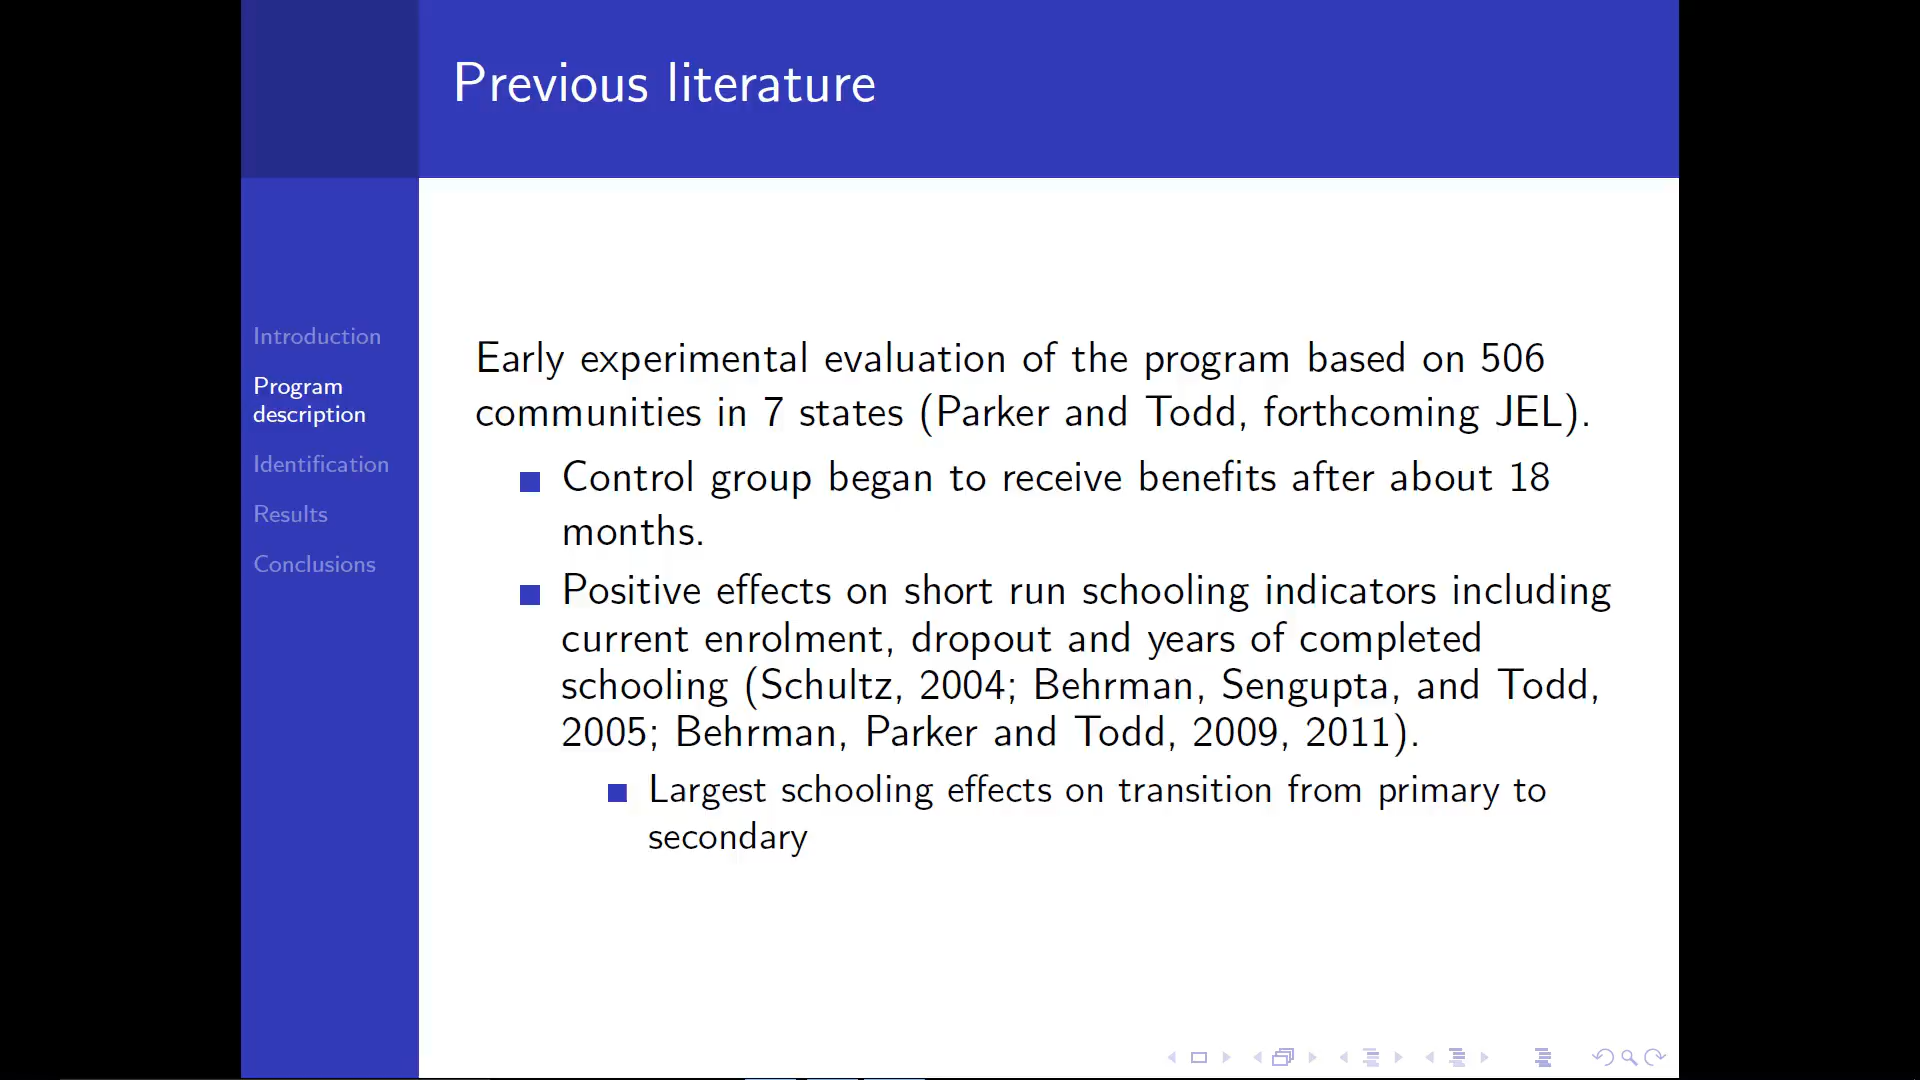 Previous literature
Introduction
Program
description
Identification
Results
Conclusions
Early experimental evaluation of the program based on 506
communities in 7 states (Parker and Todd, forthcoming JEL).
Control group began to receive benefits after about 18
months.
Positive effects on short run schooling indicators including
current enrolment, dropout and years of completed
schooling (Schultz, 2004; Behrman, Sengupta, and Todd,
2005; Behrman, Parker and Todd, 2009, 2011).
Largest schooling effects on transition from primary to
secondary